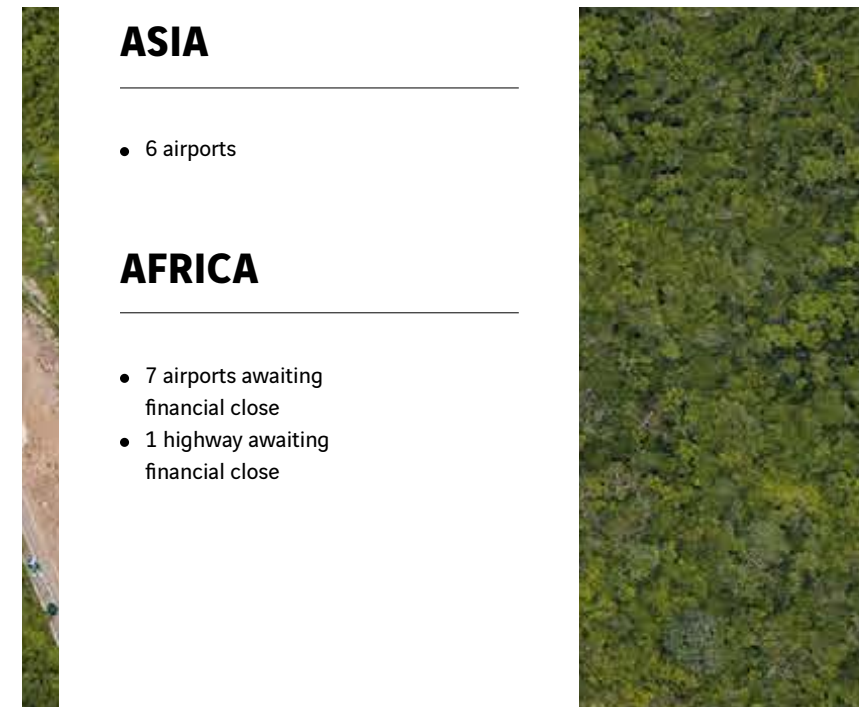 ASIA
• 6 airports
AFRICA
• 7 airports awaiting
financial close
• 1 highway awaiting
financial close